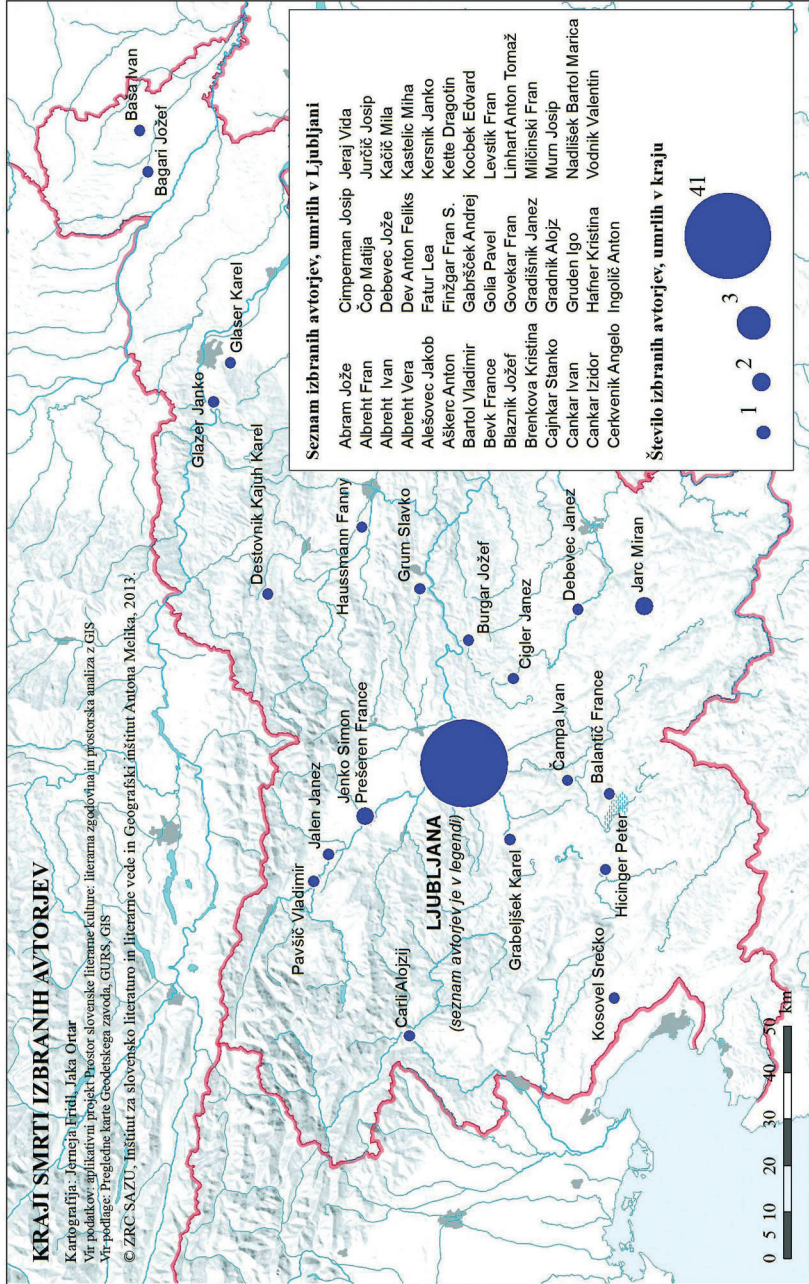 KRAJI SMRTI IZBRANIH AVTORJEV
Kartografija: Jerneja Fridl, Jaka Ortar
Vir podatkov: aplikativni projekt Prostor slovenske literarne kulture: literarna zgodovina in prostorska analiza z GIS
Vir podlage: Pregledne karte Geodetskega zavoda, GURS, GIS
© ZRC SAZU, Inštitut za slovensko literaturo in literarne vede in Geografski inštitut Antona Melika, 2013.
Baša Ivan
Bagari Jožef
Glaser Karel
Glazer Janko
Destovnik Kajuh Karel
Haussmann Fanny
Grum Slavko
Burgar Jožef
Cigler Janez
Debevec Janez
Jarc Miran
Jenko Simon
Prešeren France
Jalen Janez
Pavšič Vladimir
LJUBLJANA
(seznam avtorjev je v legendi)
Carli Alojzij
Grabeljšek Karel
Čampa Ivan
Balantič France
Hicinger Peter
Kosovel Srečko
0 5 10 20 30 40 50
km
Seznam izbranih avtorjev, umrlih v Ljubljani
Abram Jože
Albreht Fran
Albreht Ivan
Albreht Vera
Alešovec Jakob
Aškerc Anton
Bartol Vladimir
Bevk France
Blaznik Jožef
Brenkova Kristina
Cajnkar Stanko
Cankar Ivan
Cankar Izidor
Cerkvenik Angelo
Cimperman Josip
Čop Matija
Debevec Jože
Dev Anton Feliks
Fatur Lea
Finžgar Fran S.
Gabršček Andrej
Golia Pavel
Govekar Fran
Gradišnik Janez
Gradnik Alojz
Gruden Igo
Hafner Kristina
Ingolič Anton
Jeraj Vida
Jurčič Josip
Kačič Mila
Kastelic Miha
Kersnik Janko
Kette Dragotin
Kocbek Edvard
Levstik Fran
Linhart Anton Tomaž
Milčinski Fran
Murn Josip
Nadlišek Bartol Marica
Vodnik Valentin
Število izbranih avtorjev, umrlih v kraju
1 2 3 41